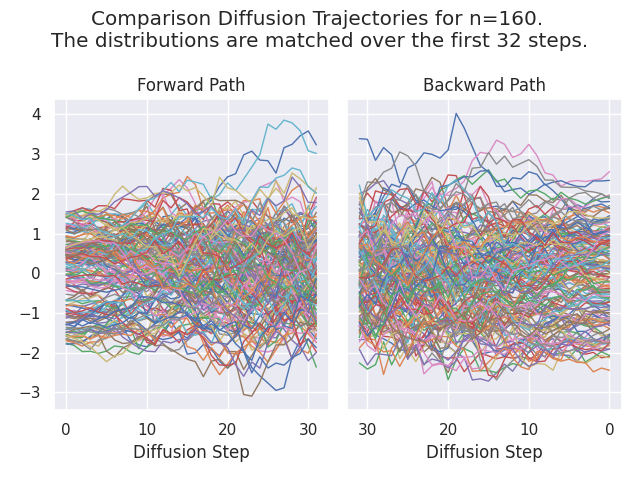 Comparison Diffusion Trajectories for n=160.
The distributions are matched over the first 32 steps.
Forward Path
Backward Path
4
3
2
1
0
−1
−2
−3
0 10 20 30
30 20 10 0
Diffusion Step
Diffusion Step